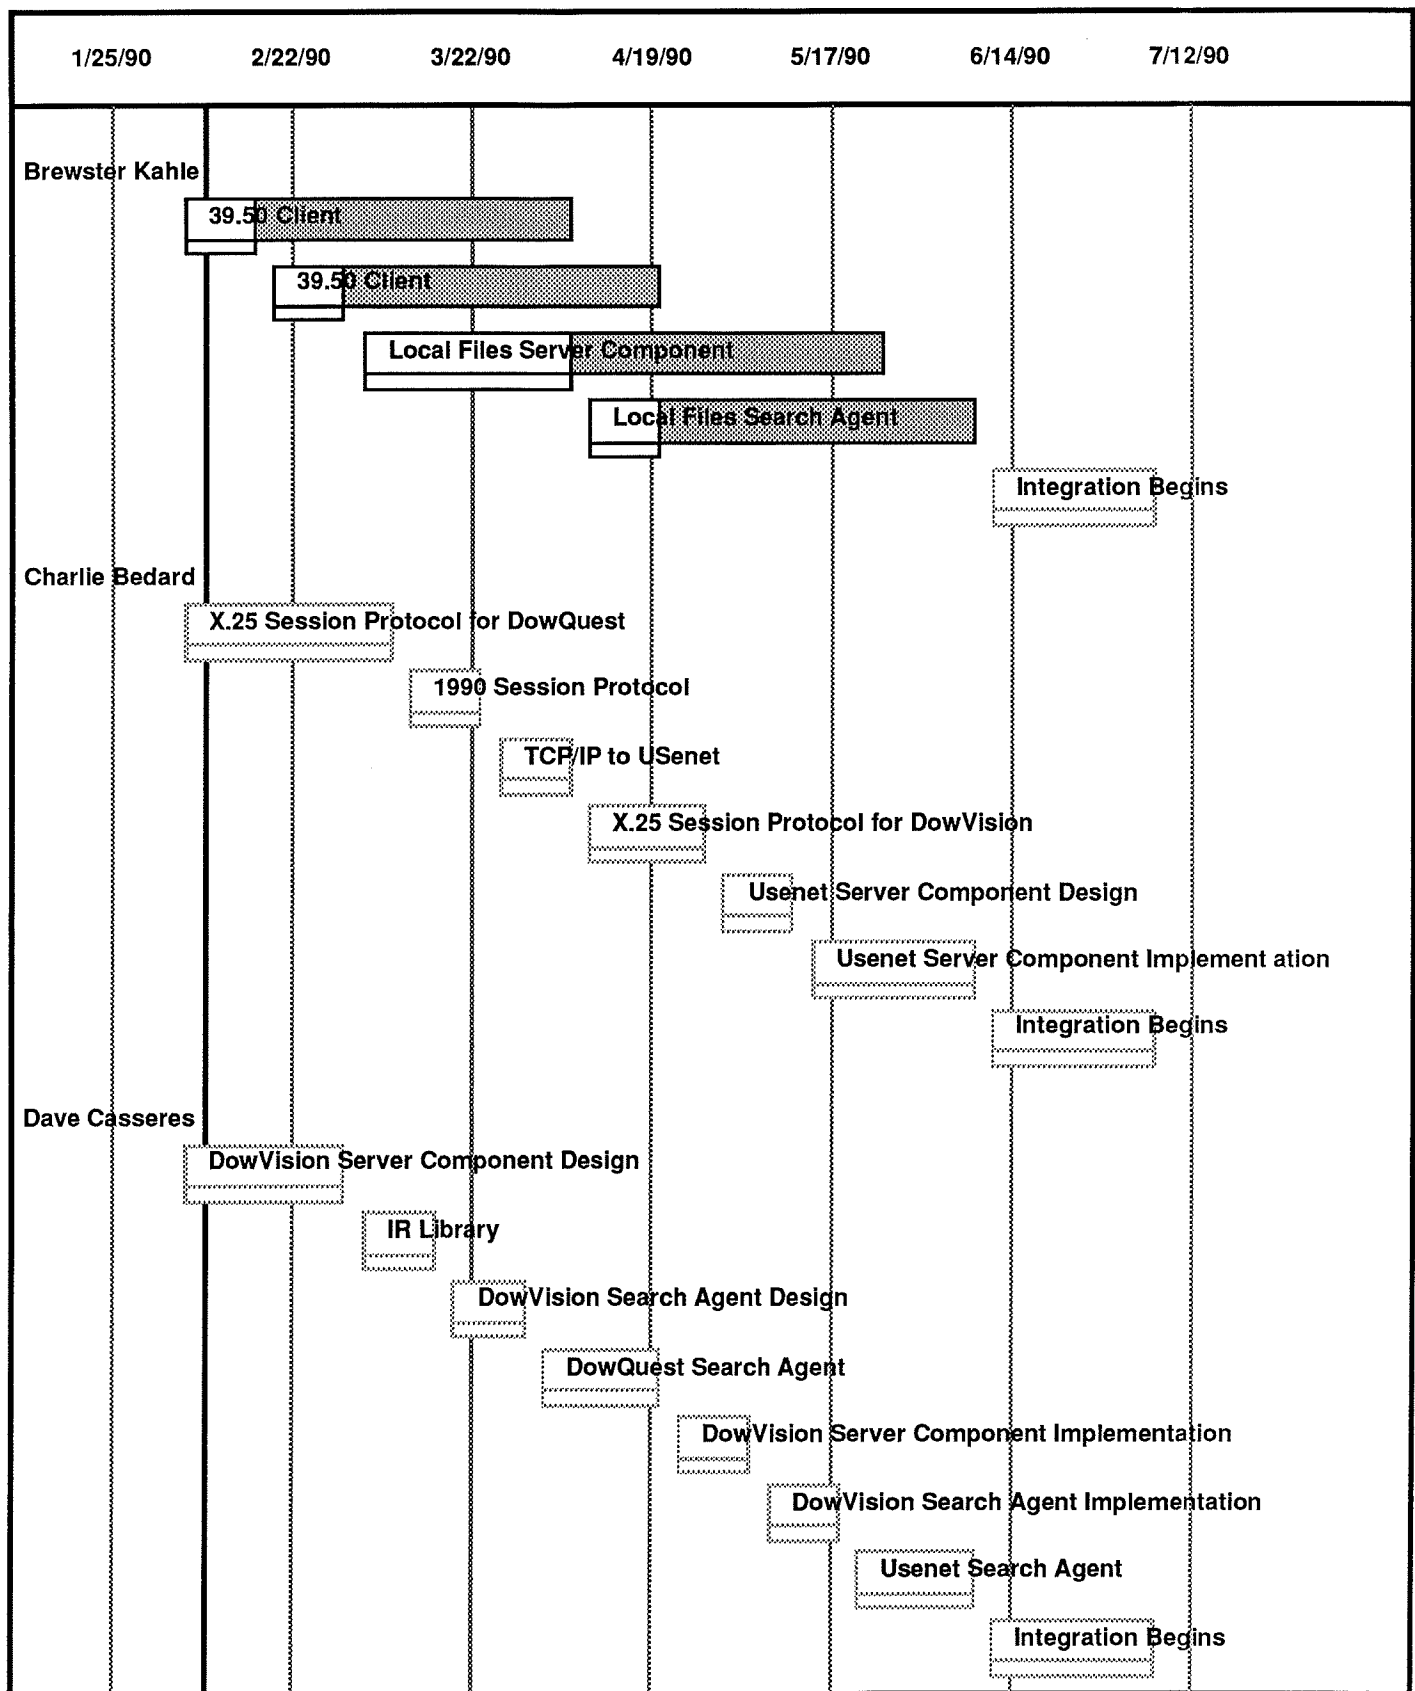 1/25/90 2/22/90 3/22/90 4/19/90 5/17/90 6/14/90 7/12/90
Brewster Kahle
39.50 Client
39.50 Client
Local Files Server Component
Local Files Search Agent
Integration Begins
Charlie Bedard
X.25 Session Protocol for DowQuest
1990 Session Protocol
TCP/IP to USenet
X.25 Session Protocol for DowVision
Usenet Server Component Design
Usenet Server Component Implement ation
Integration Begins
Dave Casseres
DowVision Server Component Design
IR Library
DowVision Search Agent Design
DowQuest Search Agent
DowVision Server Component Implementation
DowVision Search Agent Implementation
Usenet Search Agent
Integration Begins